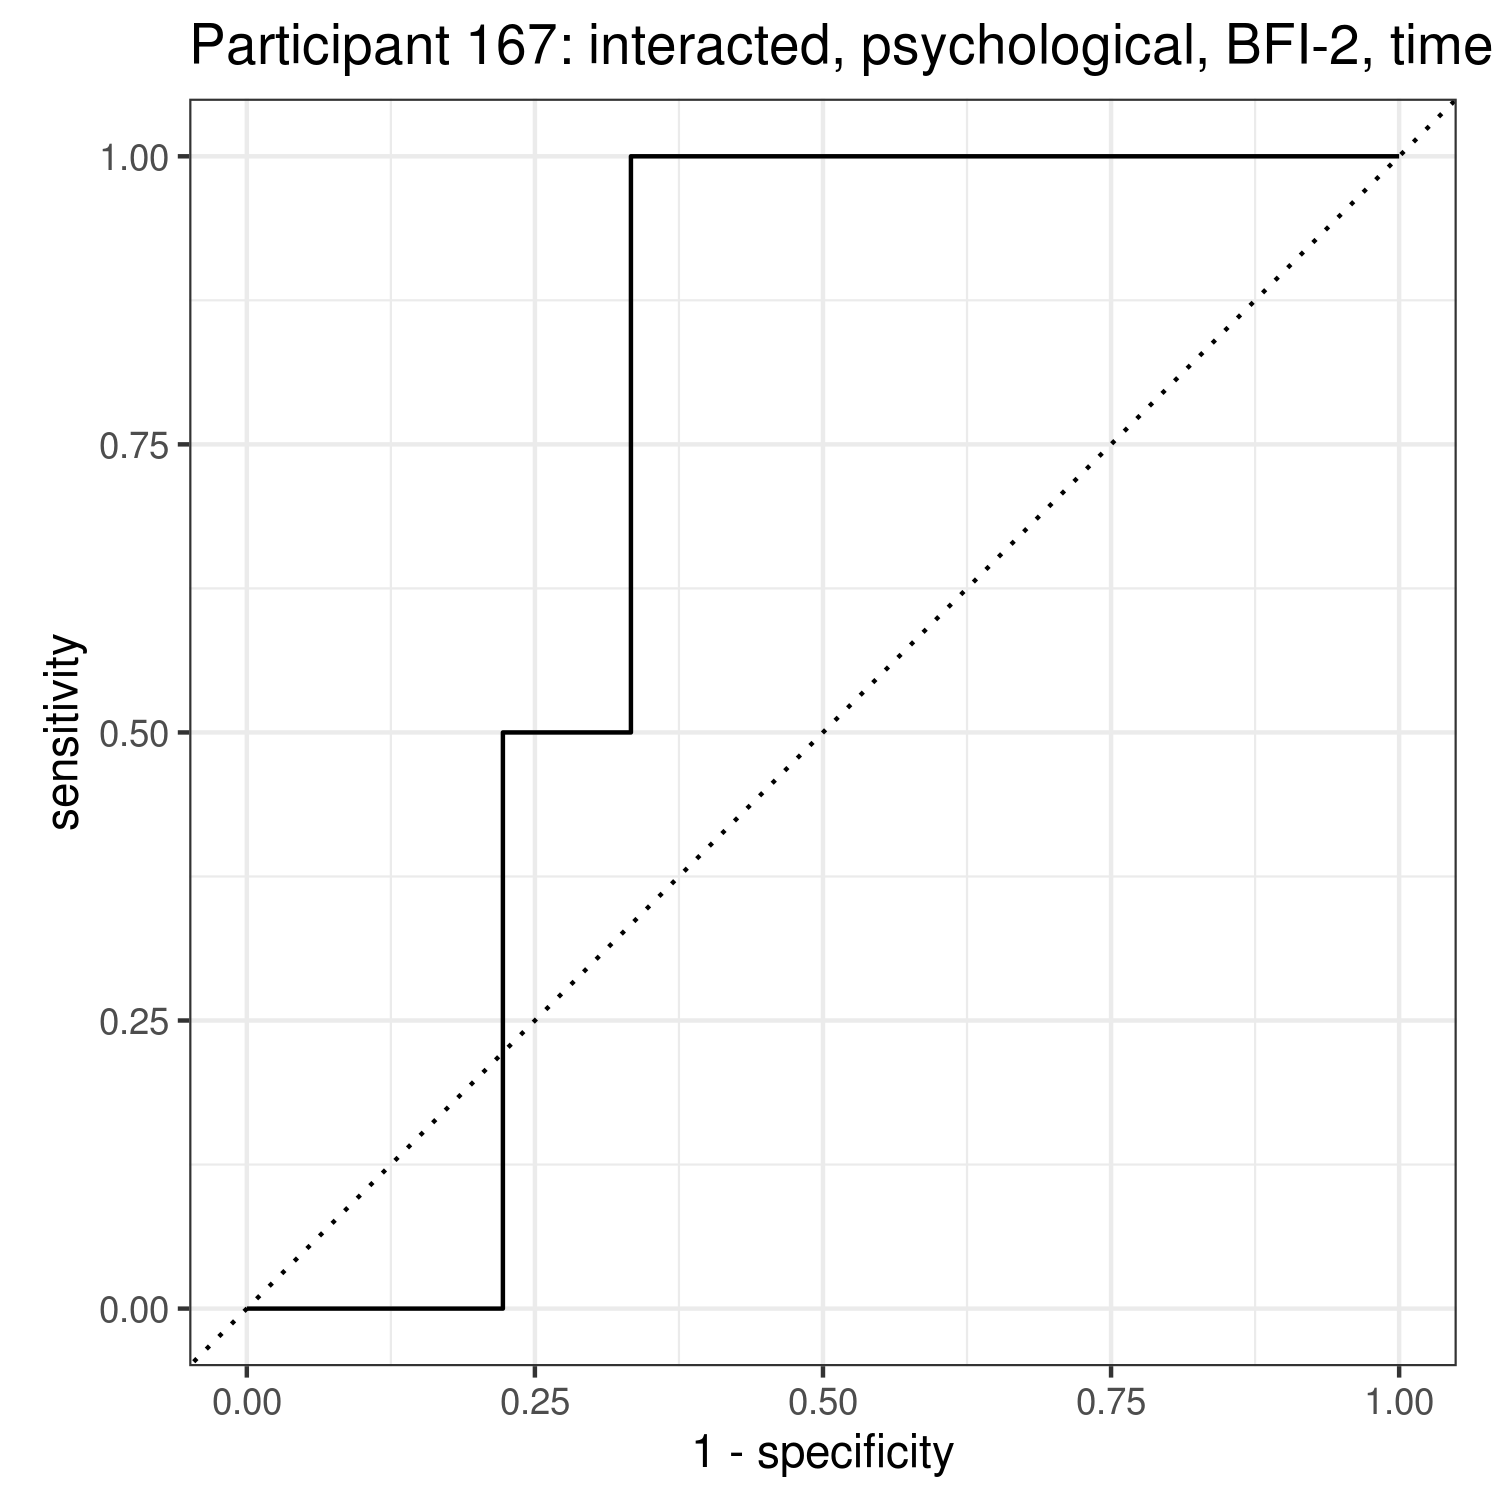 Participant 167: interacted, psychological, BFI-2, time
1.00
0.75
0.50
0.25
0.00
sensitivity
0.00 0.25 0.50 0.75 1.00
1 - specificity